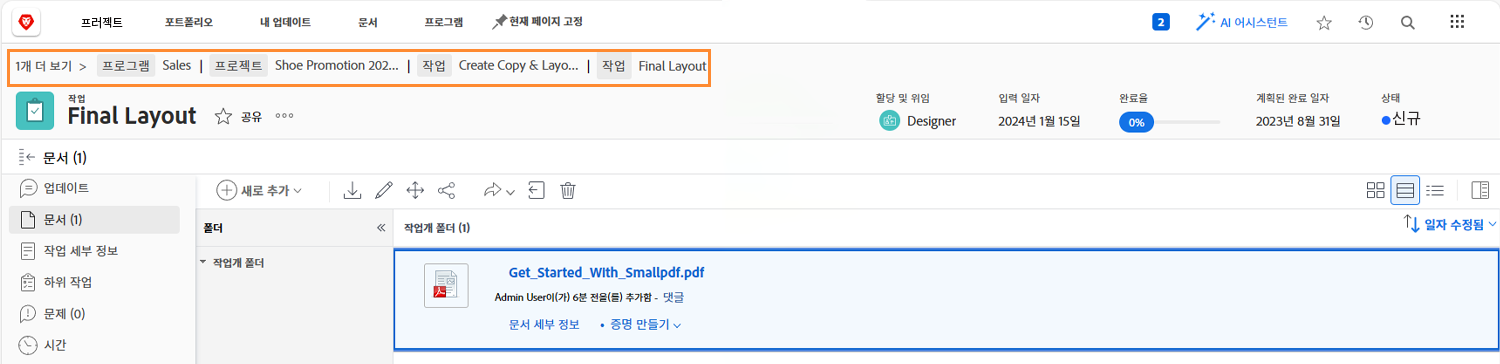 프러젝트 포트폴리오 내 업데이트 문서 프로그램 현재 페이지 고정 2 AI 어시스턴트
1개 더 보기 > 프로그램 Sales | 프로젝트 Shoe Promotion 202... | 작업 Create Copy & Layo... | 작업 Final Layout
작업
Final Layout 공유
할당 및 위임 입력 일자 완료율 계획된 완료 일자 상태
Designer 2024년 1월 15일 0% 2023년 8월 31일 신규
문서 (1)
업데이트
문서 (1)
작업 세부 정보
하위 작업
문제 (0)
시간
새로 추가
폴더
작업개 폴더
작업개 폴더 (1) 일자 수정됨
Get_Started_With_Smallpdf.pdf
Admin User이(가) 6분 전을(를) 추가함 - 댓글
문서 세부 정보 • 증명 만들기